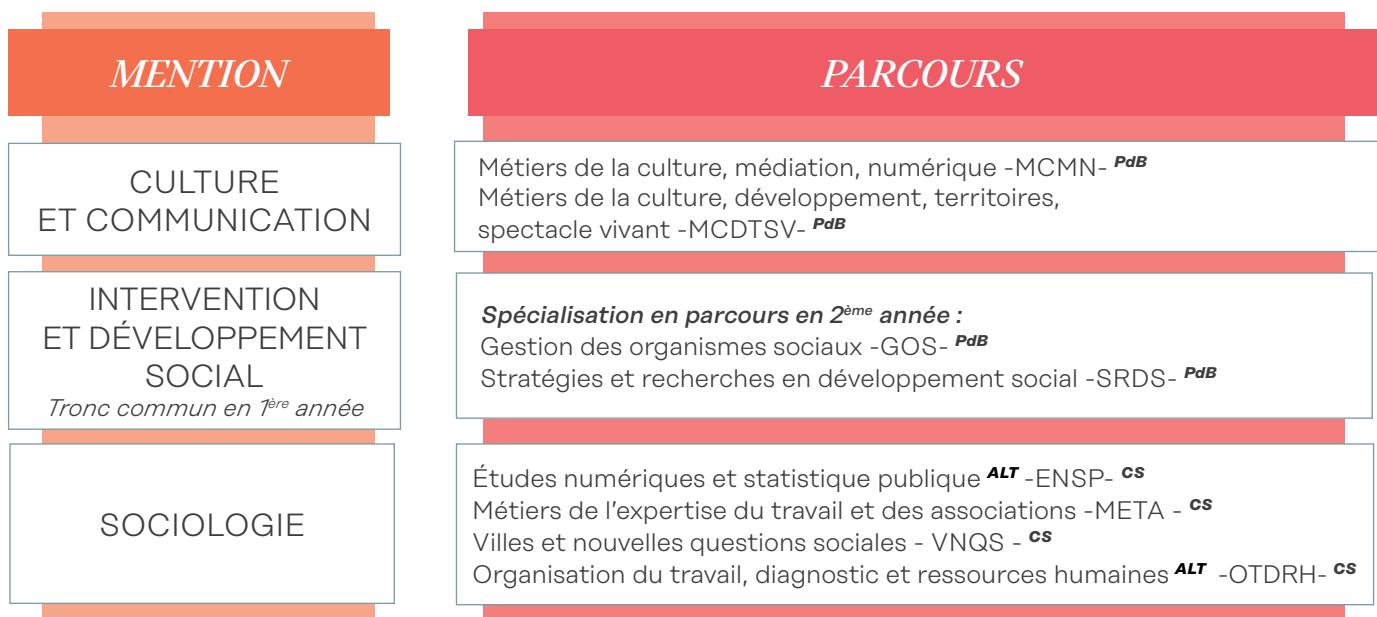 MENTION
PARCOURS
CULTURE
ET COMMUNICATION
Métiers de la culture, médiation, numérique -MCMN- PdB
Métiers de la culture, développement, territoires,
spectacle vivant -MCDTSV- PdB
INTERVENTION
ET DÉVELOPPEMENT
SOCIAL
Tronc commun en 1ère année
Spécialisation en parcours en 2ème année :
Gestion des organismes sociaux -GOS- PdB
Stratégies et recherches en développement social -SRDS- PdB
SOCIOLOGIE
Études numériques et statistique publique ALT -ENSP- CS
Métiers de l'expertise du travail et des associations -META - CS
Villes et nouvelles questions sociales - VNQS - CS
Organisation du travail, diagnostic et ressources humaines ALT -OTDRH- CS